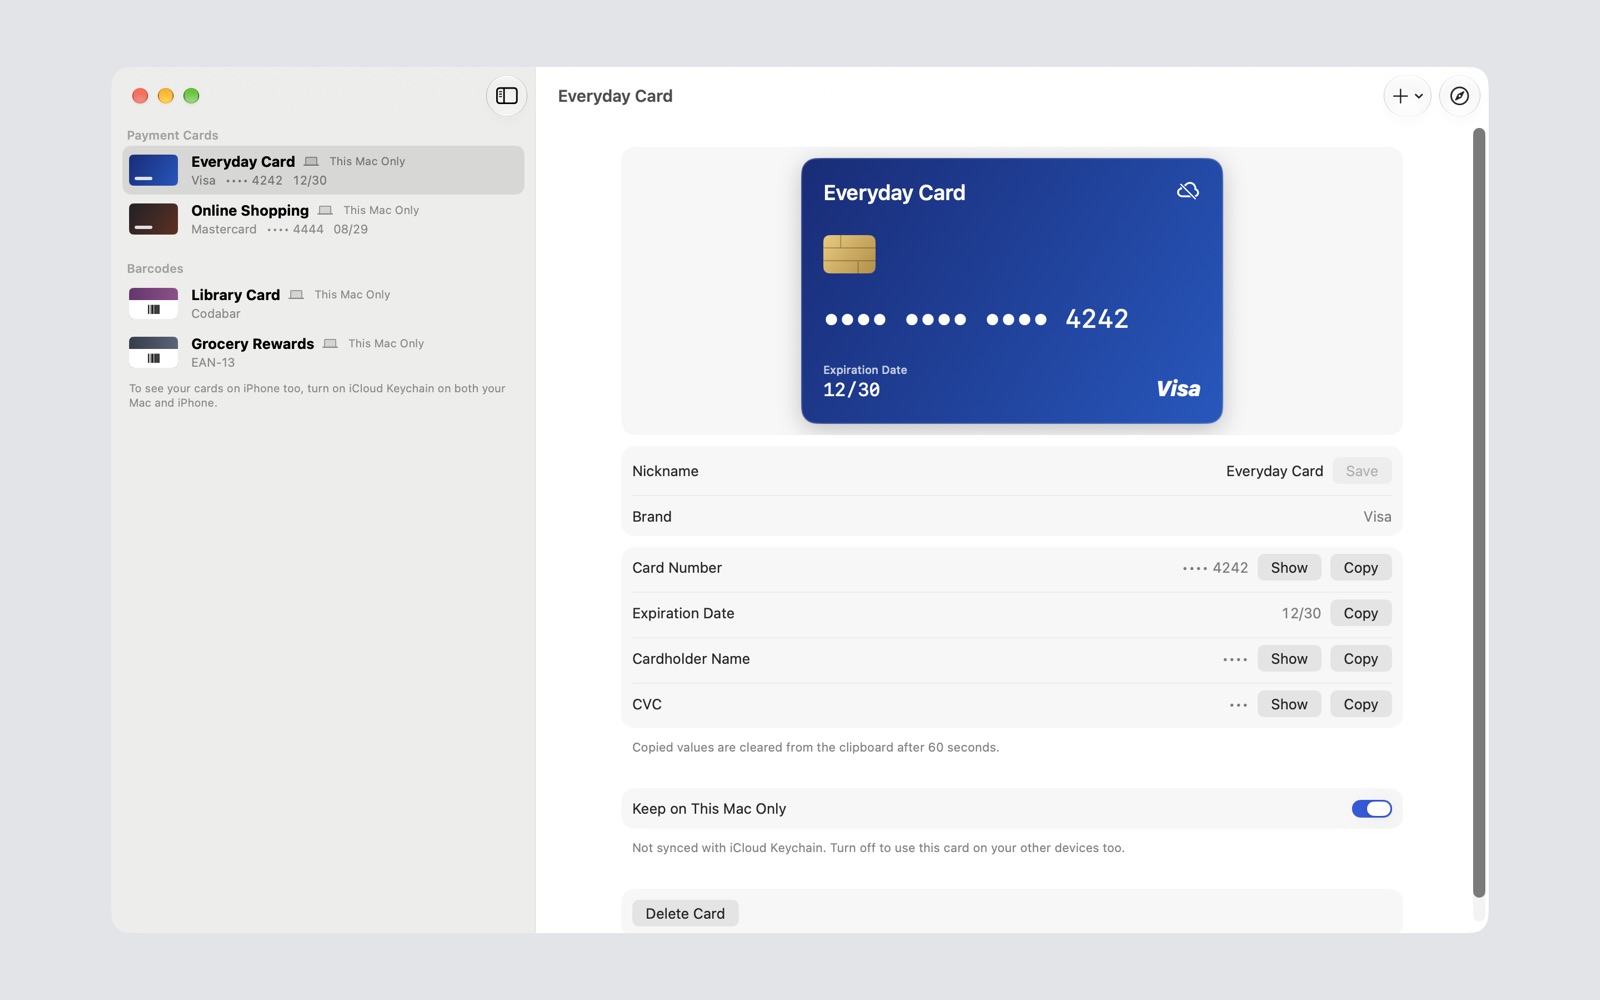 Everyday Card
Payment Cards
Everyday Card This Mac Only
Visa •••• 4242 12/30
Online Shopping This Mac Only
Mastercard •••• 4444 08/29
Barcodes
Library Card This Mac Only
Codabar
Grocery Rewards This Mac Only
EAN-13
To see your cards on iPhone too, turn on iCloud Keychain on both your
Mac and iPhone.
Everyday Card
•••• •••• •••• 4242
Expiration Date
12/30
Visa
Nickname Everyday Card Save
Brand Visa
Card Number •••• 4242 Show Copy
Expiration Date 12/30 Copy
Cardholder Name •••• Show Copy
CVC ••• Show Copy
Copied values are cleared from the clipboard after 60 seconds.
Keep on This Mac Only
Not synced with iCloud Keychain. Turn off to use this card on your other devices too.
Delete Card